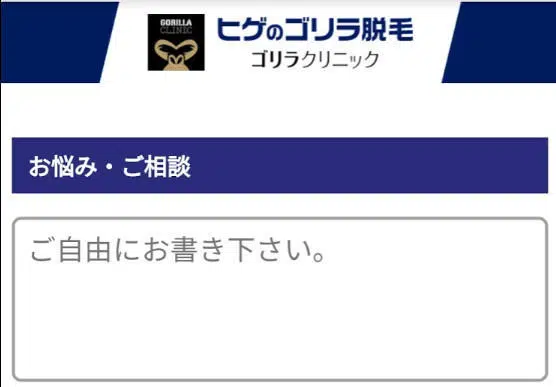 GORILLA
CLINIC
ヒゲのゴリラ脱毛
ゴリラクリニック
お悩み・ご相談
ご自由にお書き下さい。